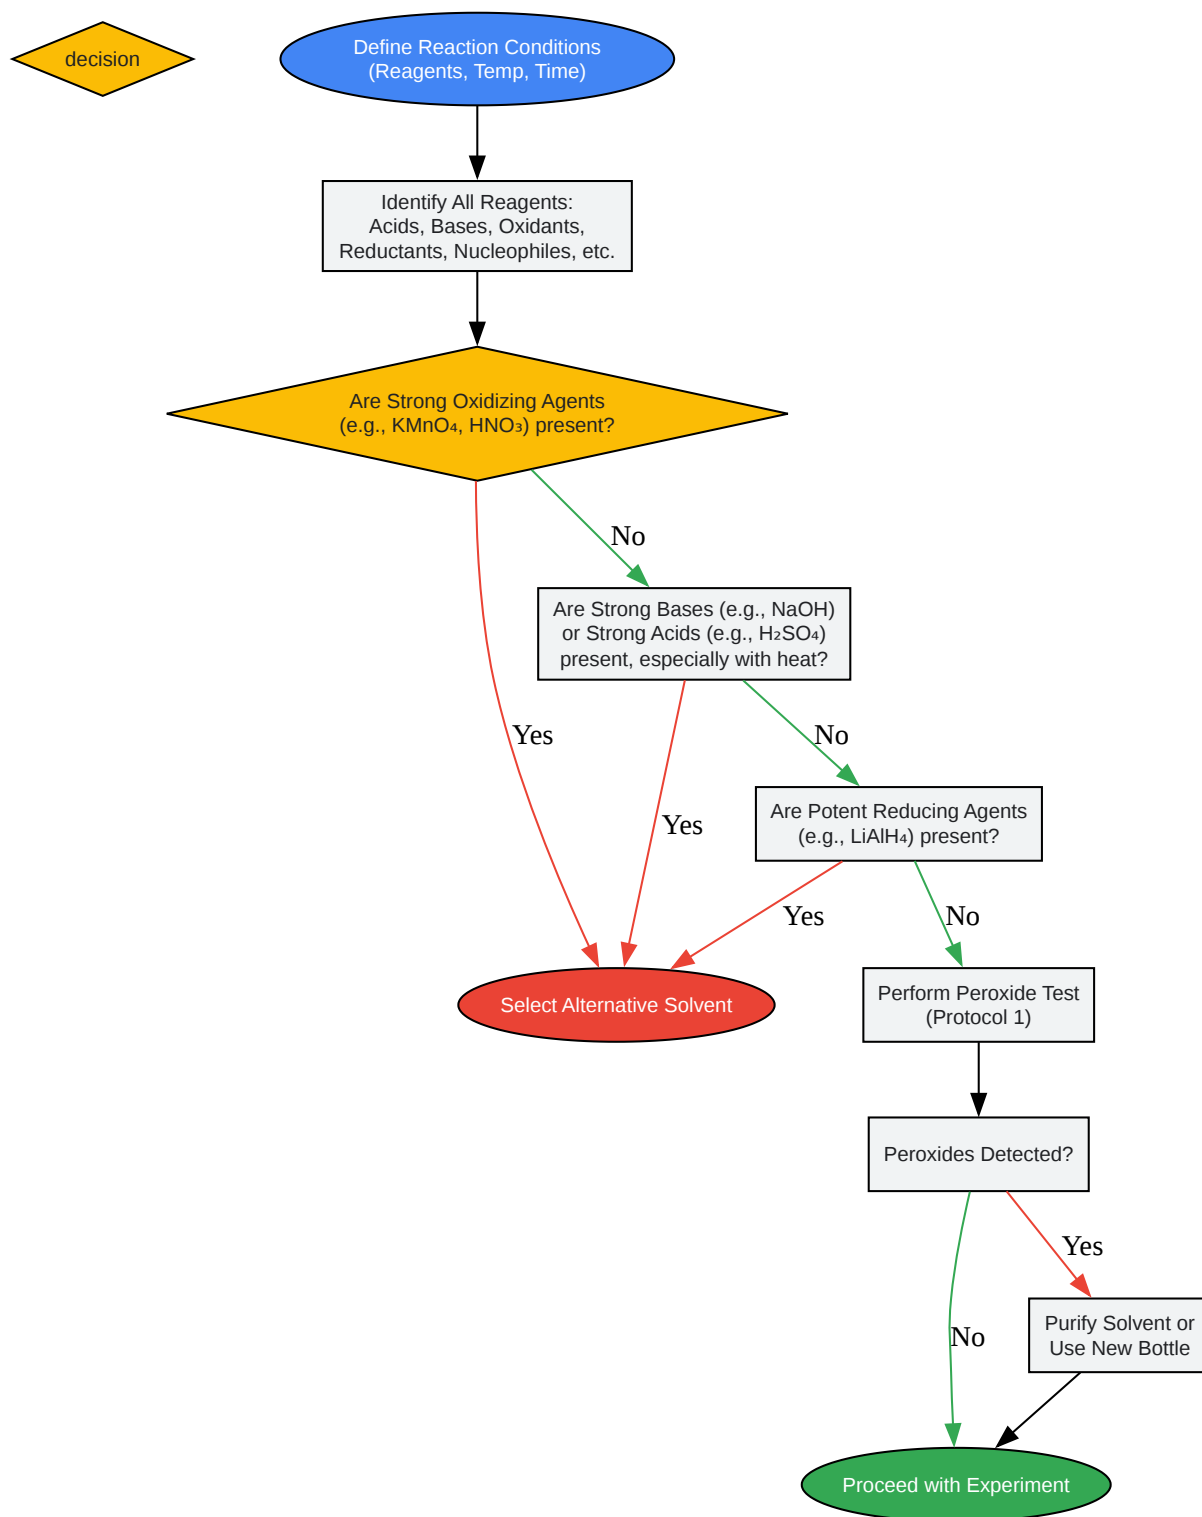 decision
Define Reaction Conditions
(Reagents, Temp, Time)
Identify All Reagents:
Acids, Bases, Oxidants,
Reductants, Nucleophiles, etc.
Are Strong Oxidizing Agents
(e.g., KMnO₄, HNO₃) present?
No
Are Strong Bases (e.g., NaOH)
or Strong Acids (e.g., H₂SO₄)
present, especially with heat?
Yes
No
Yes
Are Potent Reducing Agents
(e.g., LiAlH₄) present?
Yes
No
Select Alternative Solvent
Perform Peroxide Test
(Protocol 1)
Peroxides Detected?
Yes
No
Purify Solvent or
Use New Bottle
Proceed with Experiment